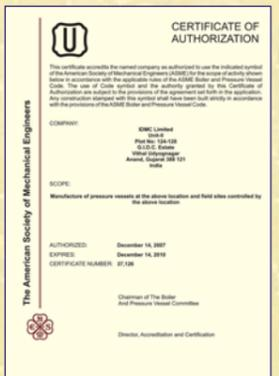 CERTIFICATE OF
AUTHORIZATION
This certificate accredits the named company as authorized to use the indicated symbol
of the American Society of Mechanical Engineers (ASME) for the scope of activity shown
below in accordance with the applicable rules of the ASME Boiler and Pressure Vessel
Code. The use of Code symbol and the authority granted by this Certificate of
Authorization are subject to the provisions of the agreement set forth in the application.
Any construction stamped with this symbol shall have been built strictly in accordance
with the provisions of the ASME Boiler and Pressure Vessel Code.
COMPANY:
IDMC Limited
Unit-II
Plot No: 124-128
G.I.D.C. Estate
Vithal Udyognagar
Anand, Gujarat 388 121
India
SCOPE:
Manufacture of pressure vessels at the above location and field sites controlled by
the above location
AUTHORIZED: December 14, 2007
EXPIRES: December 14, 2010
CERTIFICATE NUMBER: 37,126
Chairman of The Boiler
And Pressure Vessel Committee
Director, Accreditation and Certification
The American Society of Mechanical Engineers
U